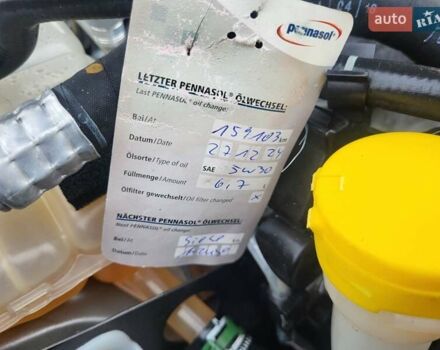 pennasol
auto RIA
LETZTER PENNASOL® ÖLWECHSEL:
Last PENNASOL® oil change:
Bei/At 159103 km
Datum/Date 27 12 24
Ölsorte/Type of oil SAE 5W30
Füllmenge/Amount 6,7
Ölfilter gewechselt/Oil filter changed x
NÄCHSTER PENNASOL® ÖLWECHSEL:
Next PENNASOL® oil change:
Bei/At
Datum/Date